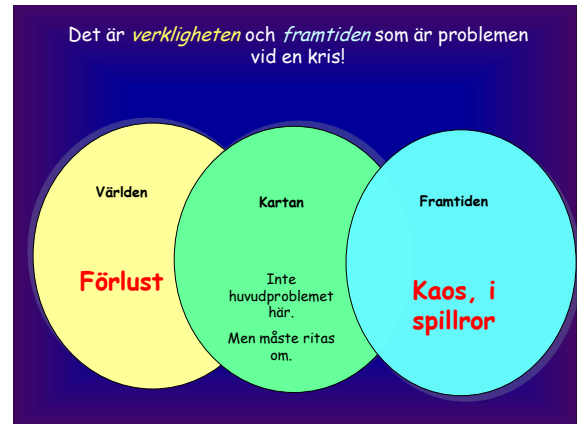 Det är verkligheten och framtiden som är problemen
vid en kris!
Världen
Förlust
Kartan
Inte
huvudproblemet
här.
Men måste ritas
om.
Framtiden
Kaos, i
spillror